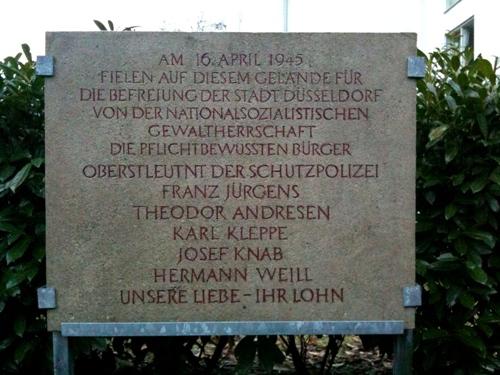 AM 16. APRIL 1945
FIELEN AUF DIESEM GELÄNDE FÜR
DIE BEFREIUNG DER STADT DÜSSELDORF
VON DER NATIONALSOZIALISTISCHEN
GEWALTHERRSCHAFT
DIE PFLICHTBEWUSSTEN BÜRGER
OBERSTLEUTNT DER SCHUTZPOLIZEI
FRANZ JÜRGENS
THEODOR ANDRESEN
KARL KLEPPE
JOSEF KNAB
HERMANN WEILL
UNSERE LIEBE – IHR LOHN